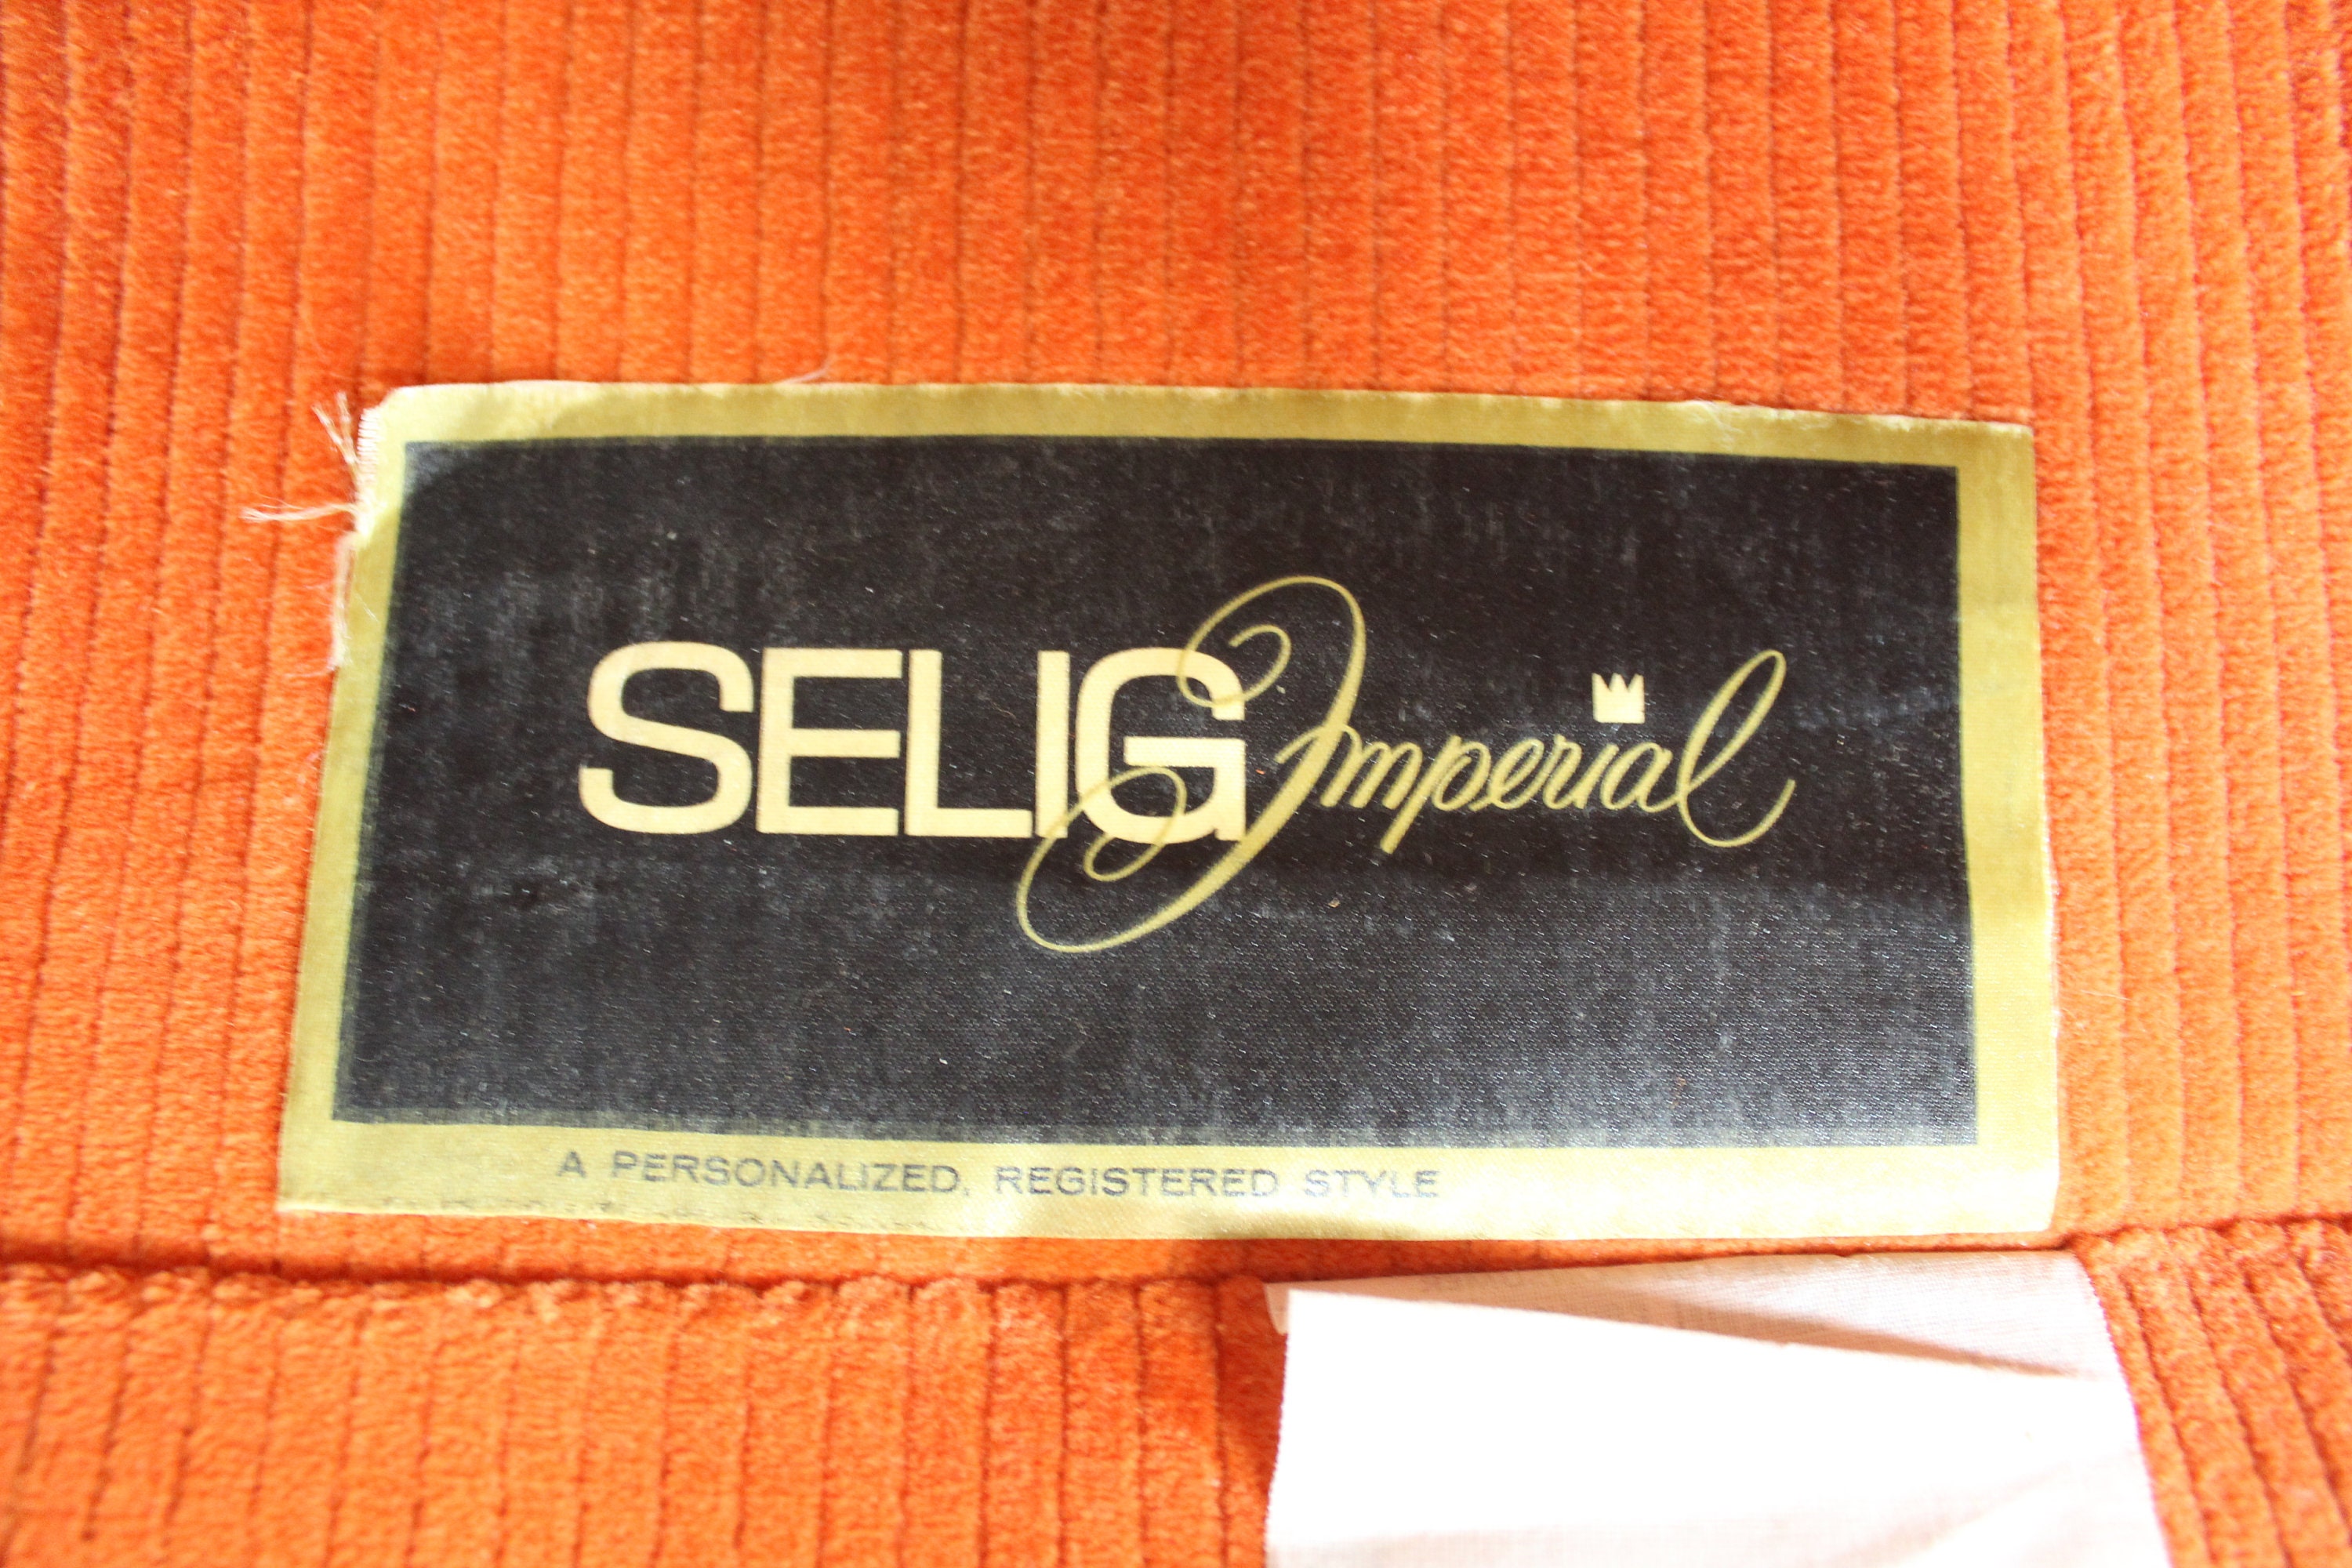 SELIG Imperial
A PERSONALIZED, REGISTERED STYLE